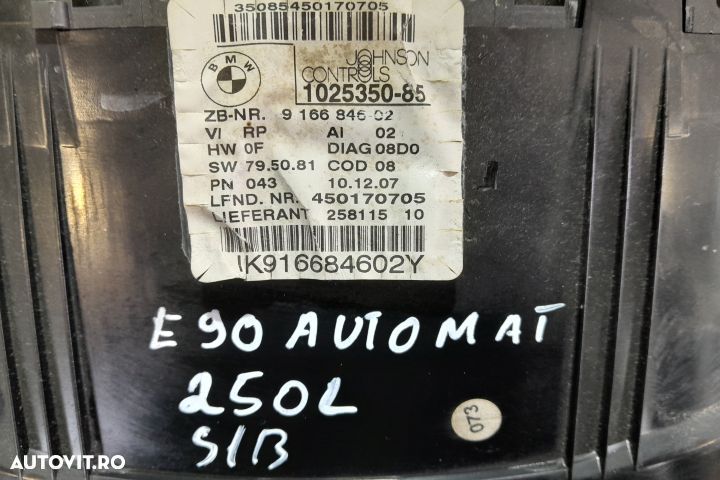 35085450170705
BMW
JOHNSON
CONTROLS
1025350-85
ZB-NR. 9 166 846-02
VI RP AI 02
HW 0F DIAG 08D0
SW 79.50.81 COD 08
PN 043 10.12.07
LFND. NR. 450170705
LIEFERANT 258115 10
K916684602Y
E90 AUTOMAT
250L
S/B
073
AUTOVIT.RO